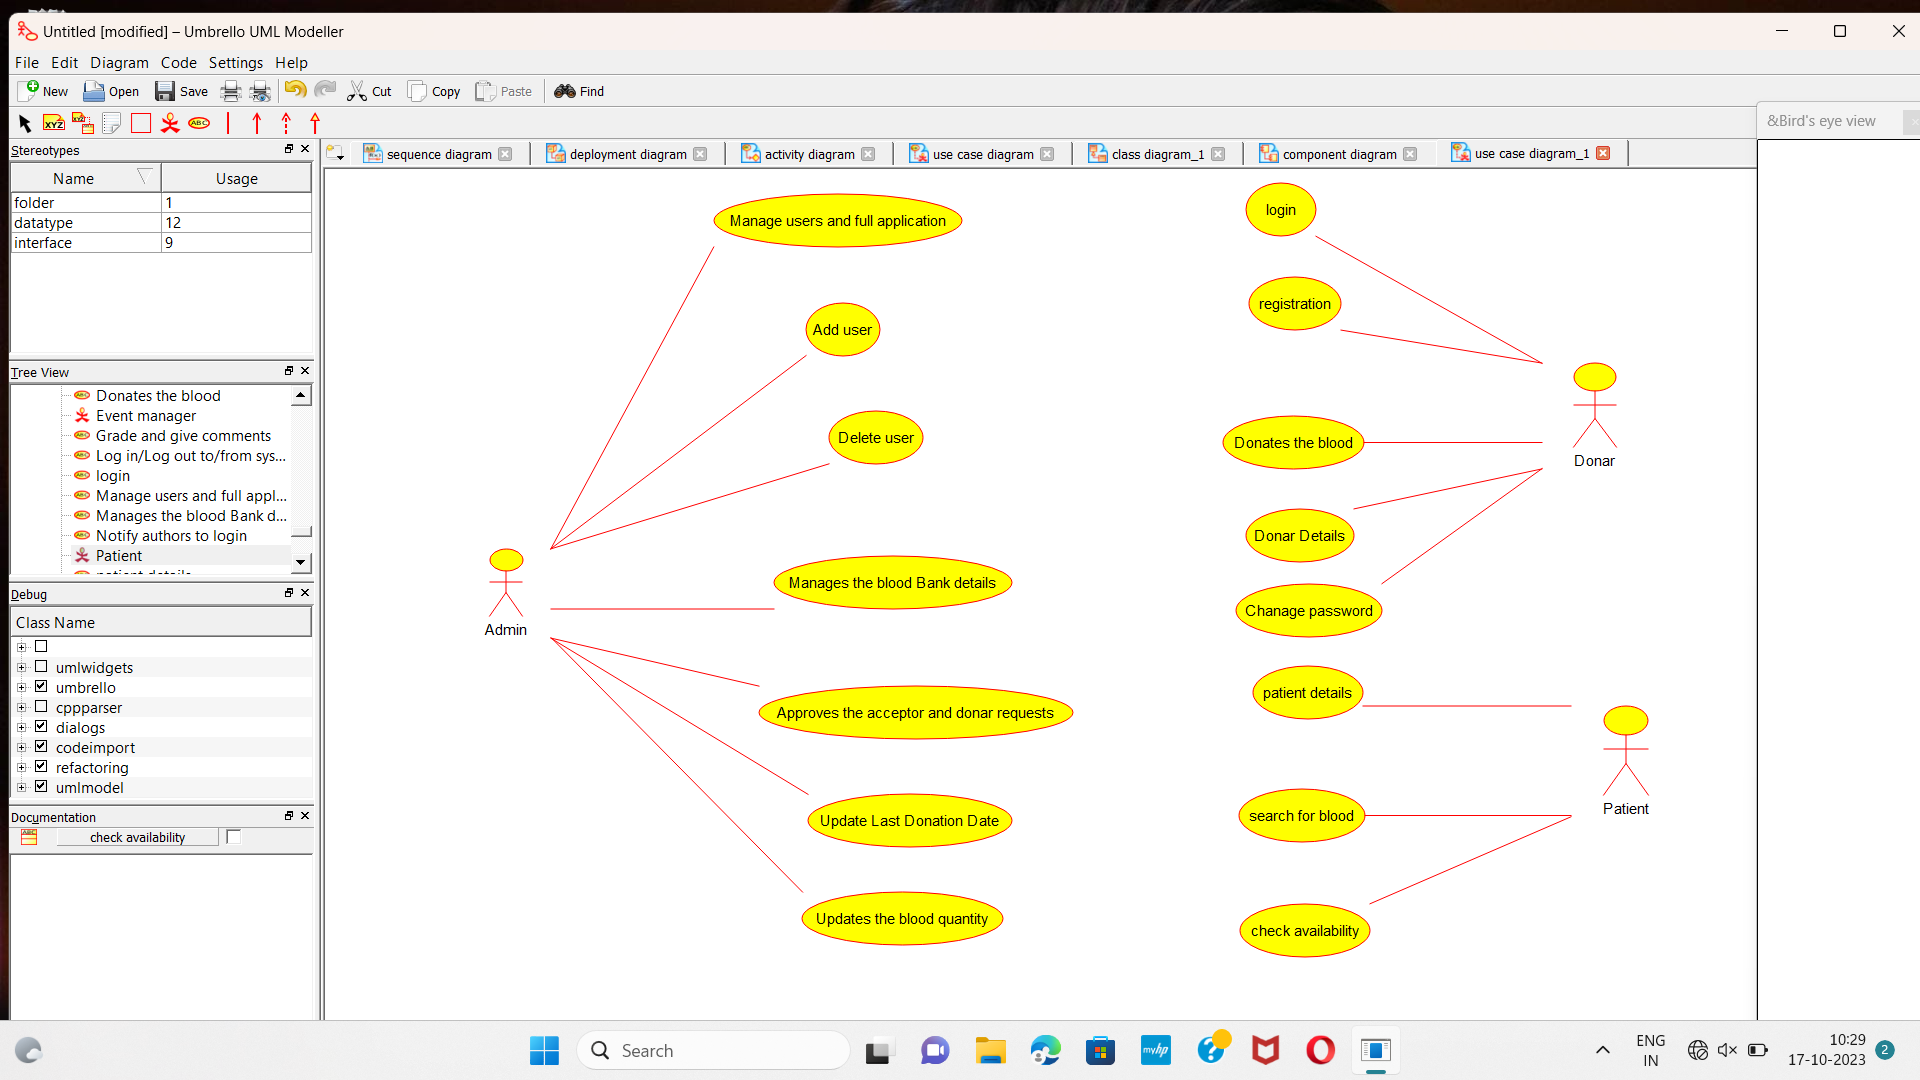 Untitled [modified] – Umbrello UML Modeller
File Edit Diagram Code Settings Help
New Open Save Cut Copy Paste Find
XYZ ABC
&Bird's eye view
Stereotypes
sequence diagram deployment diagram activity diagram use case diagram class diagram_1 component diagram use case diagram_1
Name Usage
folder 1
datatype 12
interface 9
Tree View
Donates the blood
Event manager
Grade and give comments
Log in/Log out to/from sys...
login
Manage users and full appl...
Manages the blood Bank d...
Notify authors to login
Patient
patient details
Debug
Class Name
umlwidgets
umbrello
cppparser
dialogs
codeimport
refactoring
umlmodel
Documentation
check availability
Manage users and full application
Add user
Delete user
Manages the blood Bank details
Admin
Approves the acceptor and donar requests
Update Last Donation Date
Updates the blood quantity
login
registration
Donates the blood
Donar
Donar Details
Chanage password
patient details
search for blood
Patient
check availability
Search
myhp
ENG
IN
10:29
17-10-2023
2